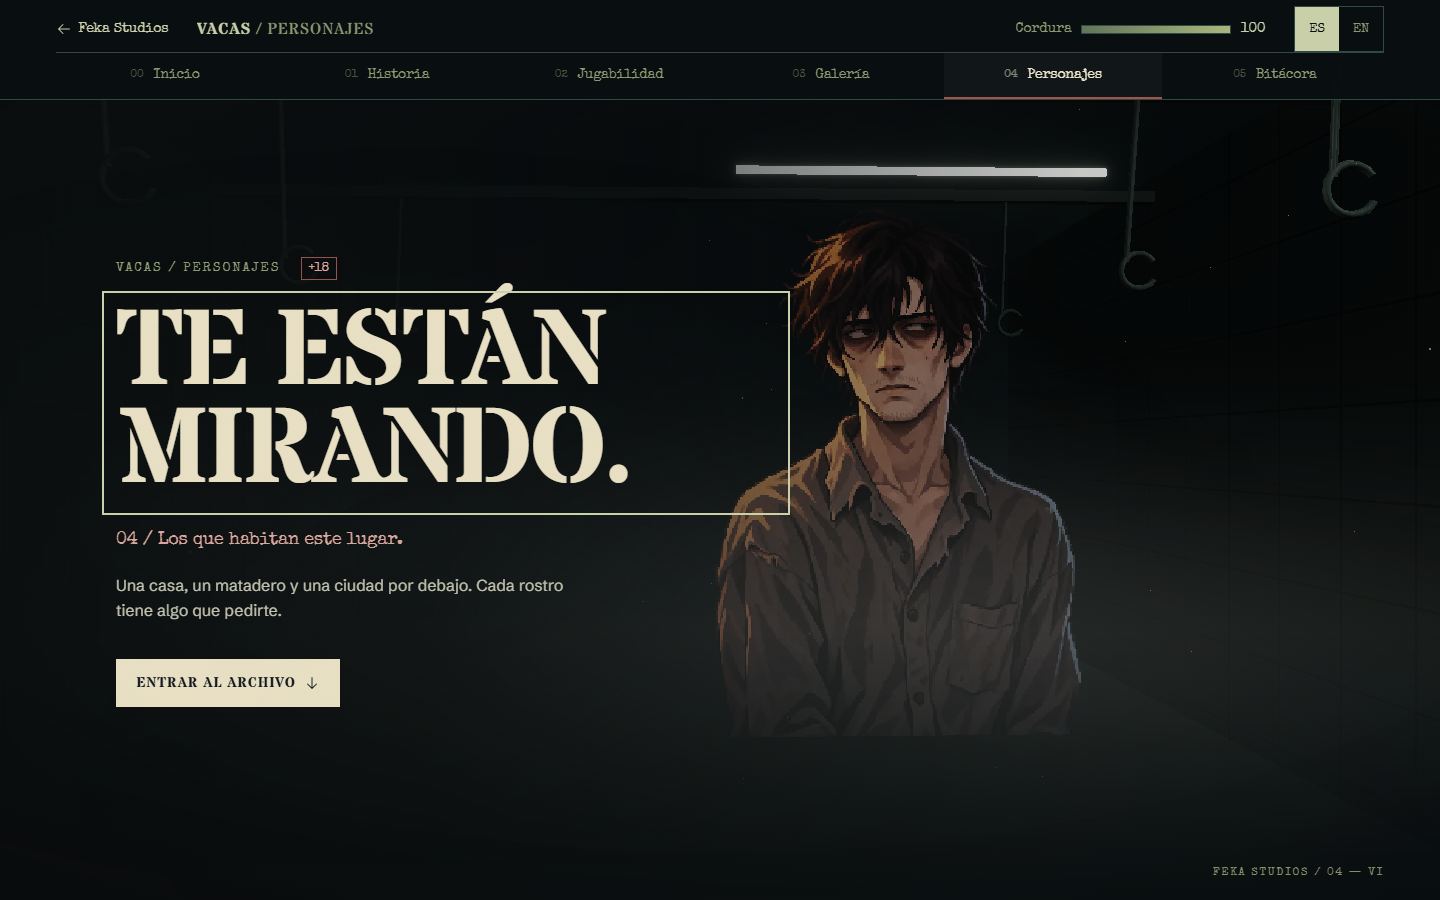 ← Feka Studios
VACAS / PERSONAJES
Cordura 100
ES EN
00 Inicio
01 Historia
02 Jugabilidad
03 Galería
04 Personajes
05 Bitácora
VACAS / PERSONAJES +18
TE ESTÁN
MIRANDO.
04 / Los que habitan este lugar.
Una casa, un matadero y una ciudad por debajo. Cada rostro
tiene algo que pedirte.
ENTRAR AL ARCHIVO ↓
FEKA STUDIOS / 04 — VI